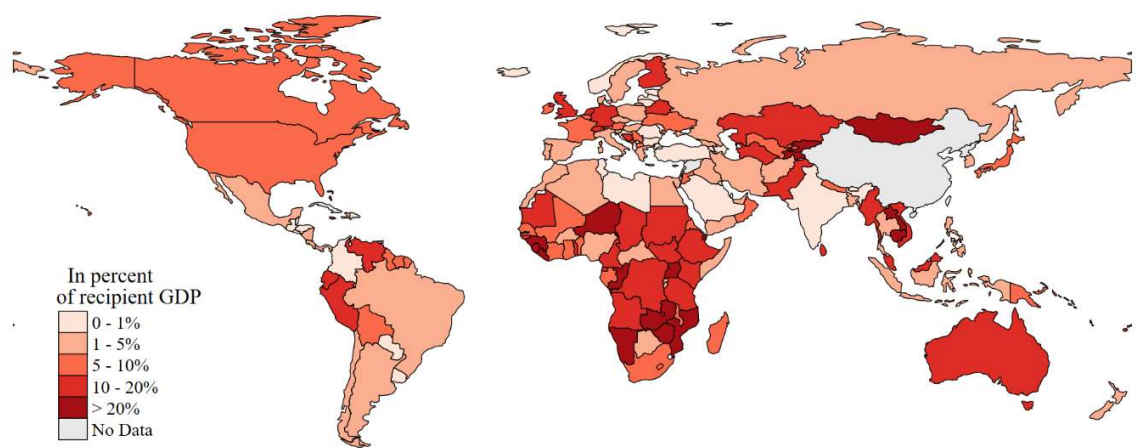 In percent
of recipient GDP
0 - 1%
1 - 5%
5 - 10%
10 - 20%
> 20%
No Data